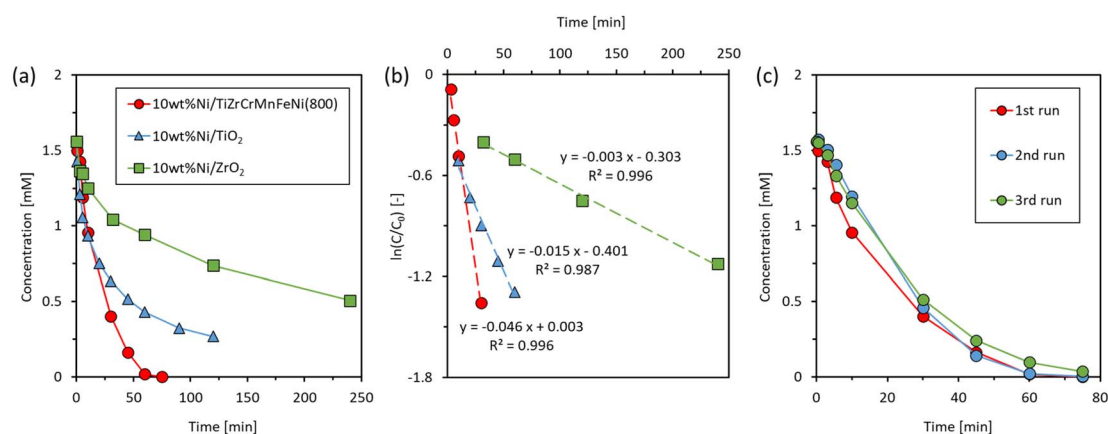 (a)
2
1.5
1
0.5
0
Concentration [mM]
0
50
100
150
200
250
Time [min]
10wt%Ni/TiZrCrMnFeNi(800)
10wt%Ni/TiO₂
10wt%Ni/ZrO₂
(b)
Time [min]
0
50
100
150
200
250
0
-0.6
-1.2
-1.8
ln(C/C₀) [-]
y = -0.003 x - 0.303
R² = 0.996
y = -0.015 x - 0.401
R² = 0.987
y = -0.046 x + 0.003
R² = 0.996
(c)
2
1.5
1
0.5
0
Concentration [mM]
0
20
40
60
80
Time [min]
1st run
2nd run
3rd run